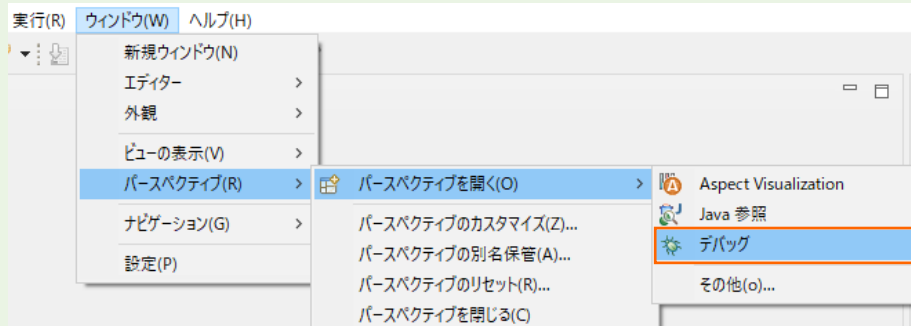 実行(R) ウィンドウ(W) ヘルプ(H)
新規ウィンドウ(N)
エディター
外観
ビューの表示(V)
パースペクティブ(R)
ナビゲーション(G)
設定(P)
パースペクティブを開く(O)
パースペクティブのカスタマイズ(Z)...
パースペクティブの別名保管(A)...
パースペクティブのリセット(R)...
パースペクティブを閉じる(C)
Aspect Visualization
Java 参照
デバッグ
その他(o)...